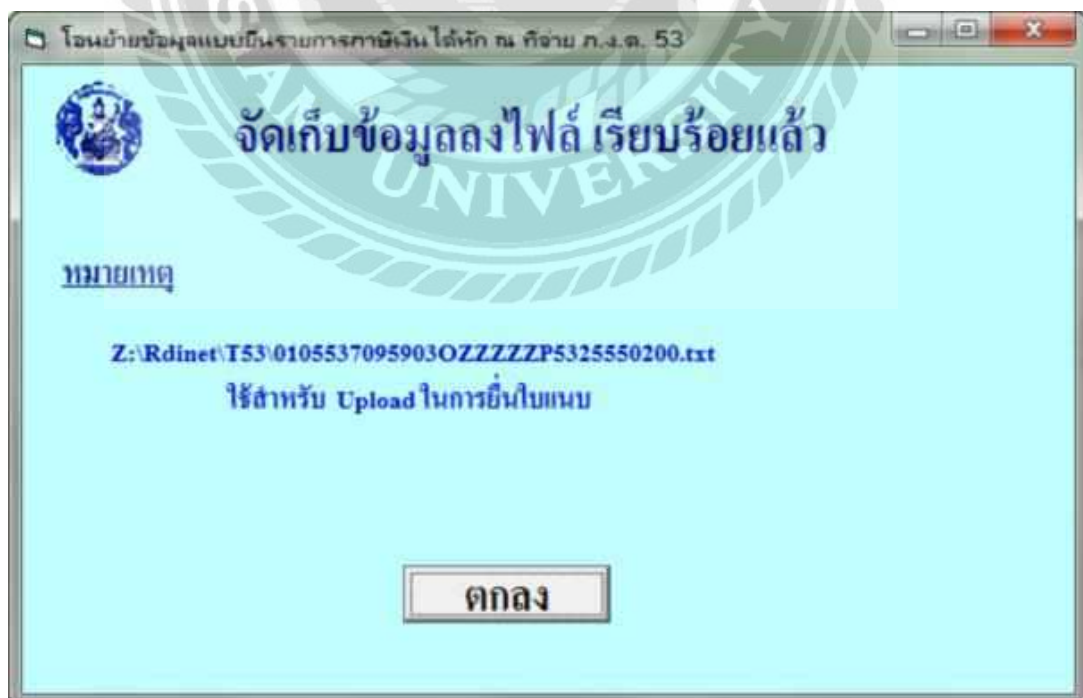 โอนย้ายข้อมูลแบบยื่นรายการภาษีเงินได้หัก ณ ที่จ่าย ภ.ง.ด. 53
จัดเก็บข้อมูลลงไฟล์ เรียบร้อยแล้ว
UNIVERSITY
หมายเหตุ
Z:\Rdinet\T53\0105537095903OZZZZZP5325550200.txt
ใช้สำหรับ Upload ในการยื่นใบแนบ
ตกลง